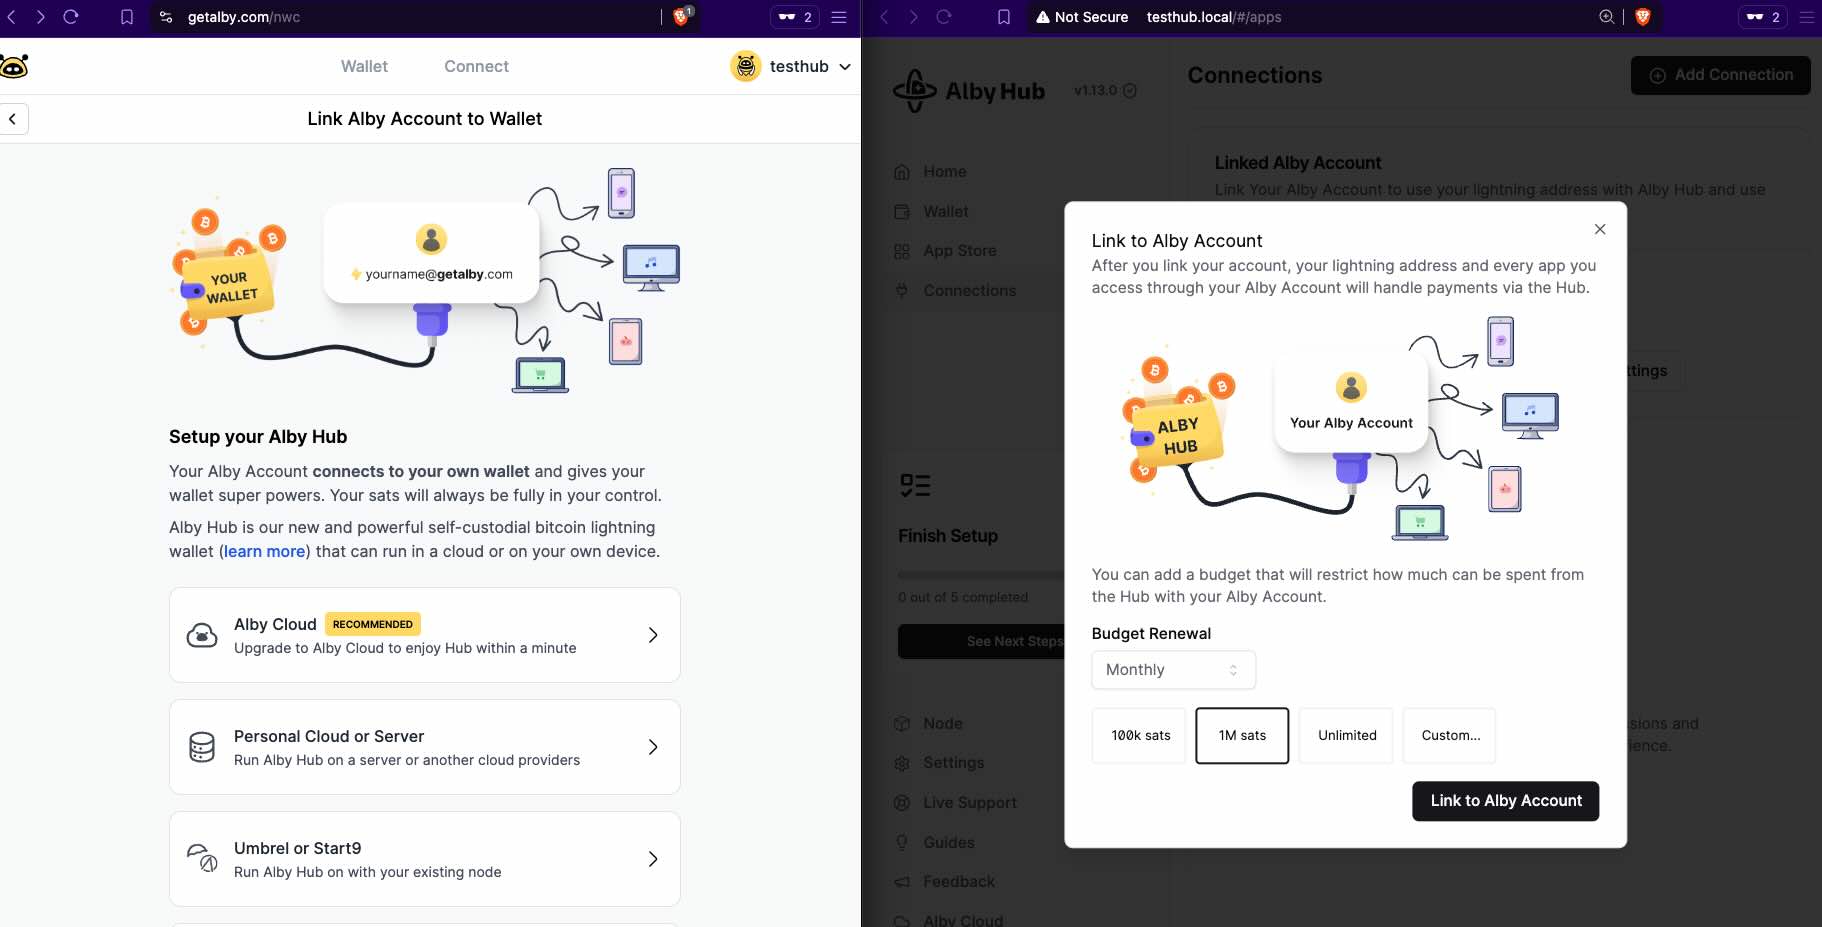 getalby.com/nwc
1
2
Wallet
Connect
testhub
Link Alby Account to Wallet
YOUR
WALLET
yourname@getalby.com
Setup your Alby Hub
Your Alby Account connects to your own wallet and gives your
wallet super powers. Your sats will always be fully in your control.
Alby Hub is our new and powerful self-custodial bitcoin lightning
wallet (learn more) that can run in a cloud or on your own device.
Alby Cloud RECOMMENDED
Upgrade to Alby Cloud to enjoy Hub within a minute
Personal Cloud or Server
Run Alby Hub on a server or another cloud providers
Umbrel or Start9
Run Alby Hub on with your existing node
Not Secure testhub.local/#/apps
2
Alby Hub
v1.13.0
Home
Wallet
App Store
Connections
Finish Setup
0 out of 5 completed
See Next Steps
Node
Settings
Live Support
Guides
Feedback
Alby Cloud
Connections
Add Connection
Linked Alby Account
Link Your Alby Account to use your lightning address with Alby Hub and use
ttings
sions and
ience.
Link to Alby Account
After you link your account, your lightning address and every app you
access through your Alby Account will handle payments via the Hub.
ALBY
HUB
Your Alby Account
You can add a budget that will restrict how much can be spent from
the Hub with your Alby Account.
Budget Renewal
Monthly
100k sats
1M sats
Unlimited
Custom...
Link to Alby Account